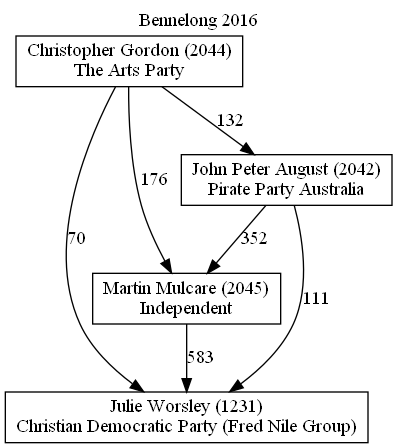 Bennelong 2016
Christopher Gordon (2044)
The Arts Party
132
John Peter August (2042)
Pirate Party Australia
176
70
352
Martin Mulcare (2045)
Independent
111
583
Julie Worsley (1231)
Christian Democratic Party (Fred Nile Group)